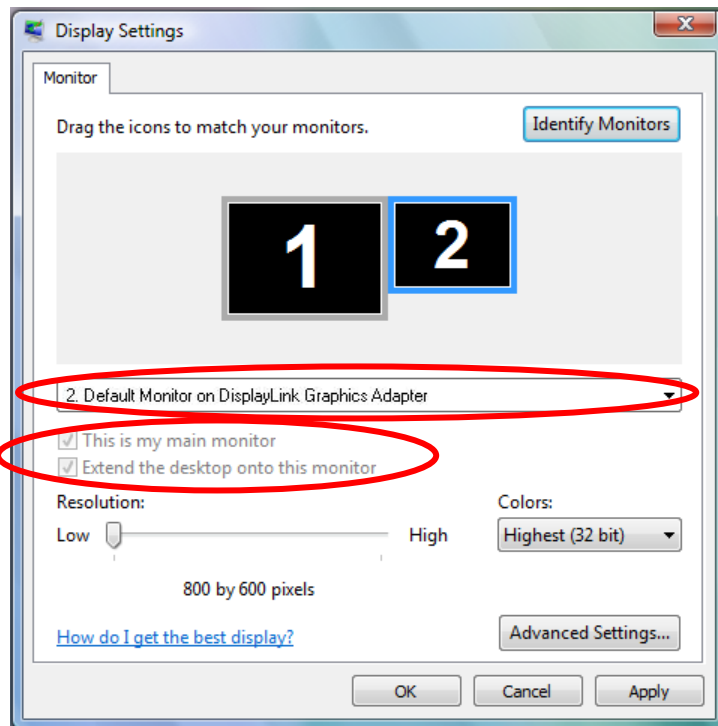 Display Settings
Monitor
Drag the icons to match your monitors.
Identify Monitors
1
2
2. Default Monitor on DisplayLink Graphics Adapter
This is my main monitor
Extend the desktop onto this monitor
Resolution:
Colors:
Low
High
Highest (32 bit)
800 by 600 pixels
How do I get the best display?
Advanced Settings...
OK
Cancel
Apply